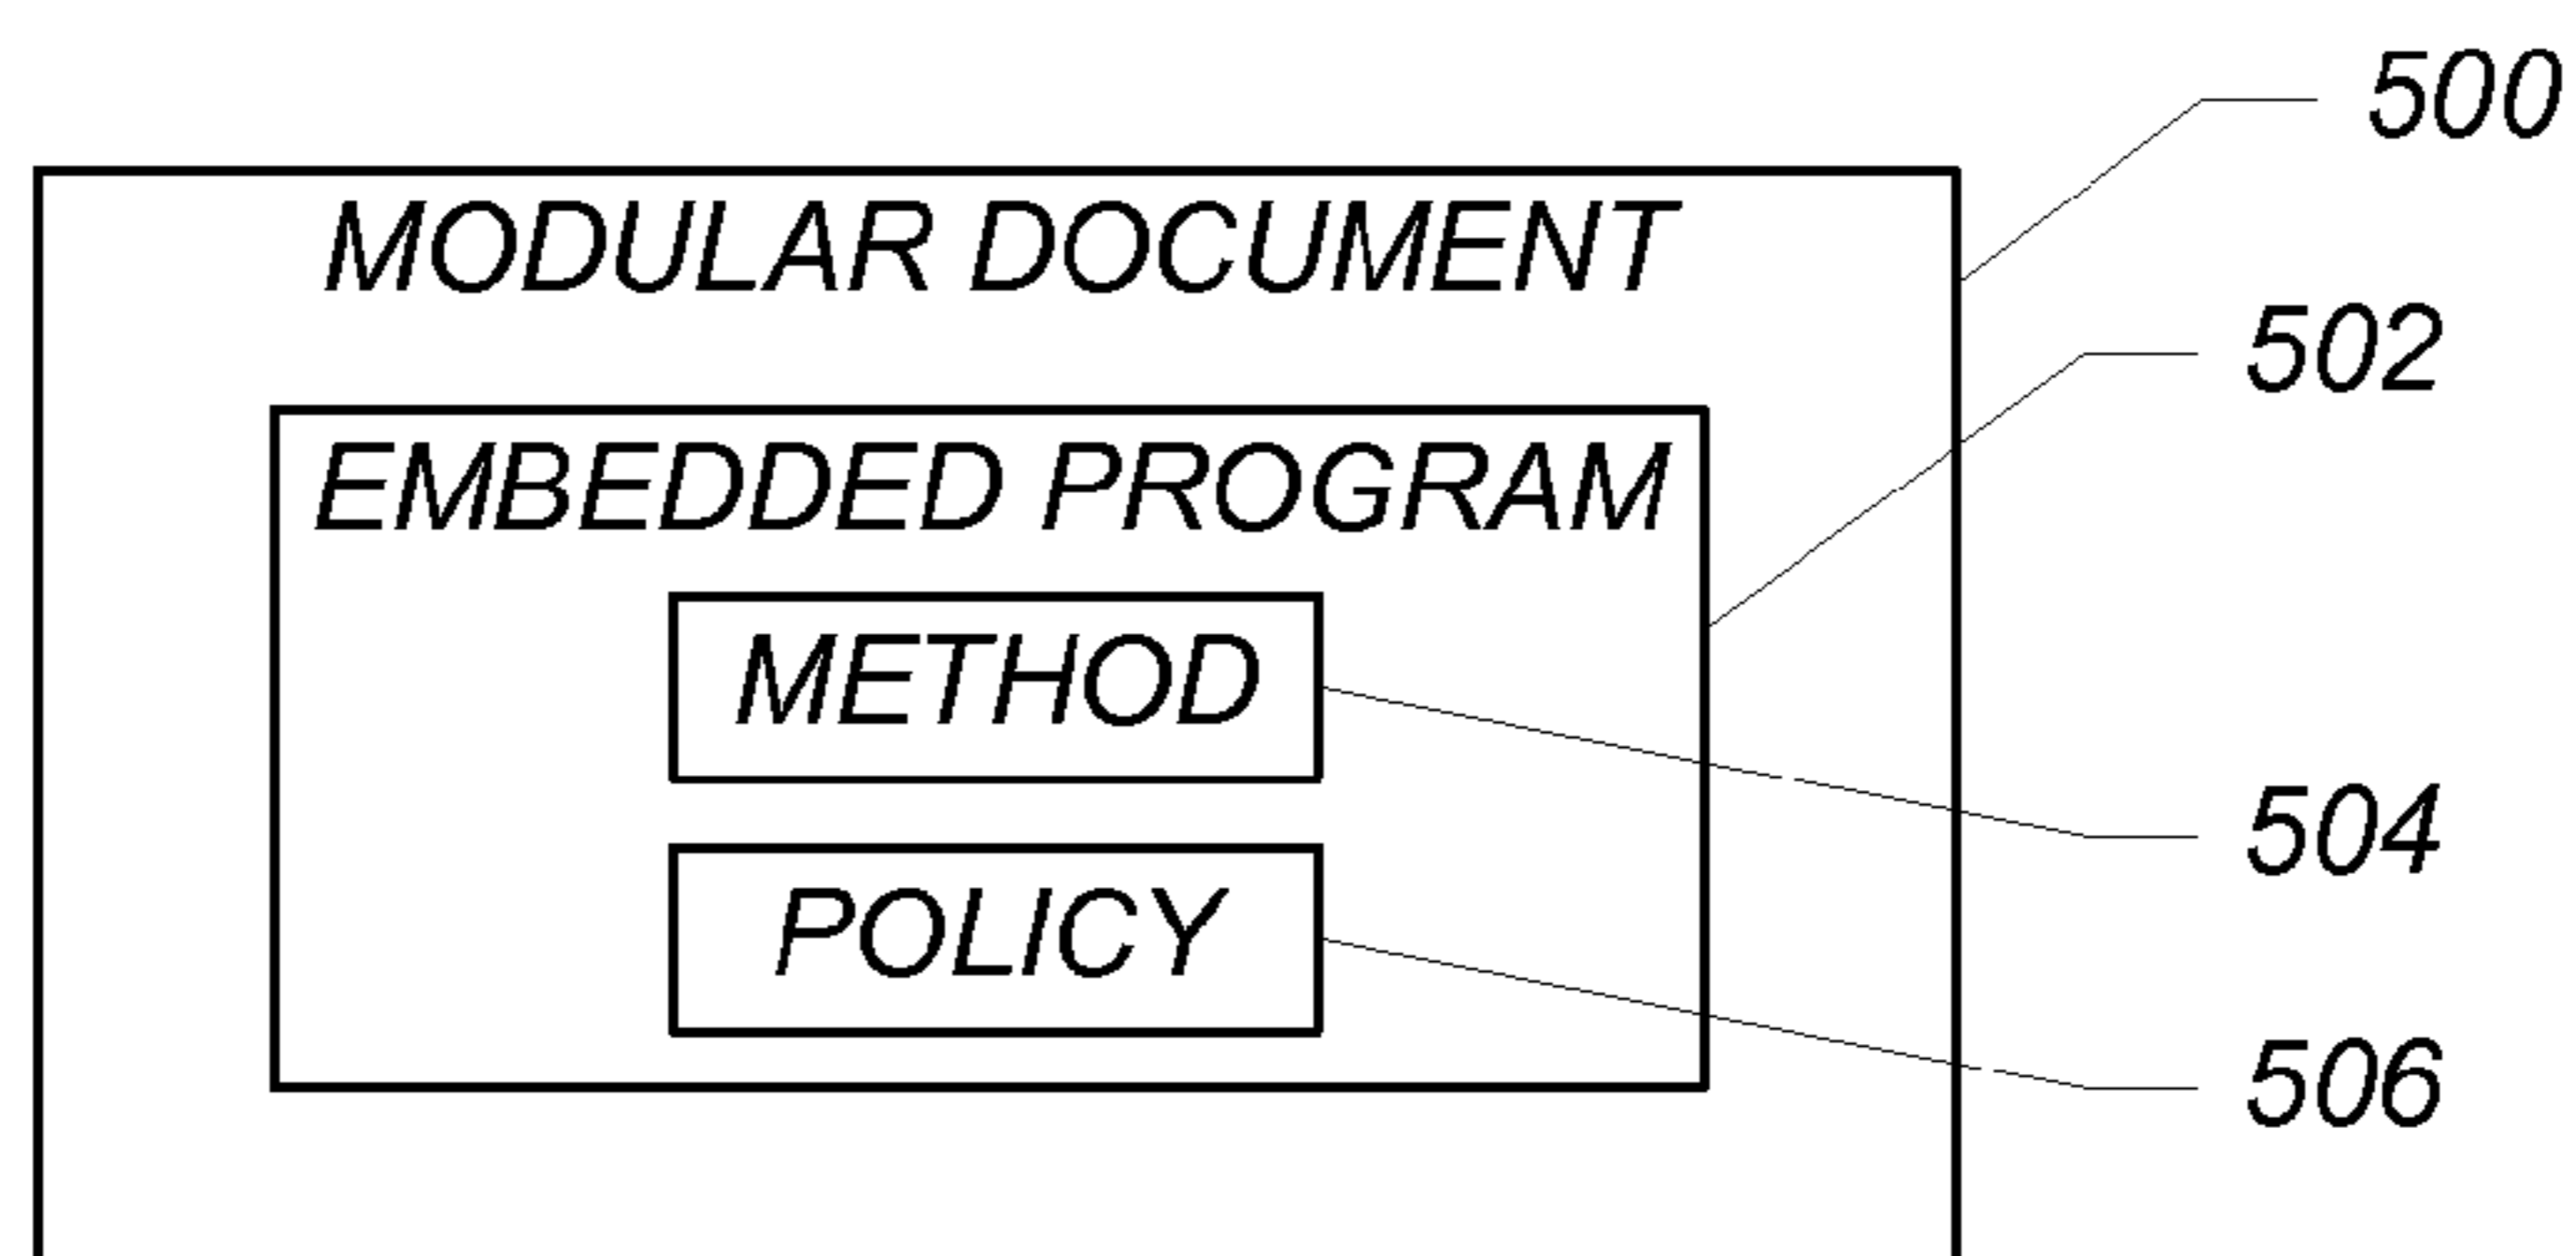 500
MODULAR DOCUMENT
502
EMBEDDED PROGRAM
METHOD
504
POLICY
506